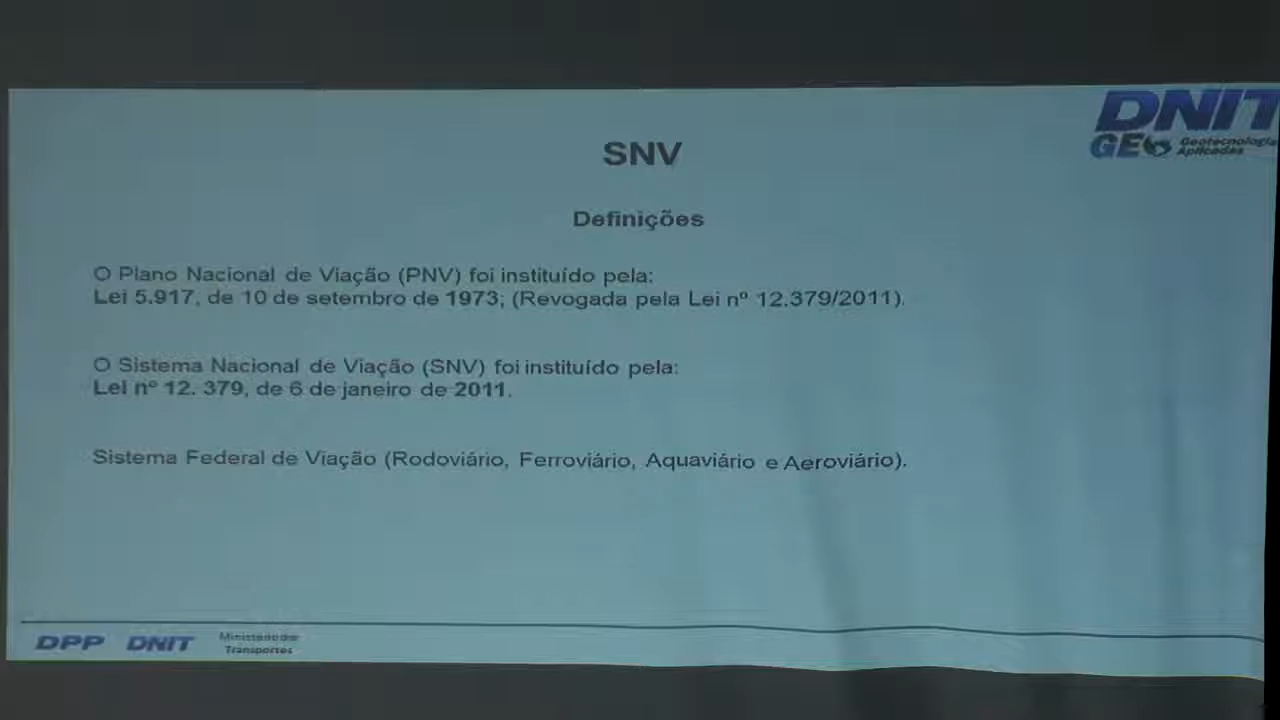 DNIT
GEO Geotecnologias
Aplicadas
SNV
Definições
O Plano Nacional de Viação (PNV) foi instituído pela:
Lei 5.917, de 10 de setembro de 1973; (Revogada pela Lei nº 12.379/2011).
O Sistema Nacional de Viação (SNV) foi instituído pela:
Lei nº 12. 379, de 6 de janeiro de 2011.
Sistema Federal de Viação (Rodoviário, Ferroviário, Aquaviário e Aeroviário).
DPP DNIT Ministério dos
Transportes